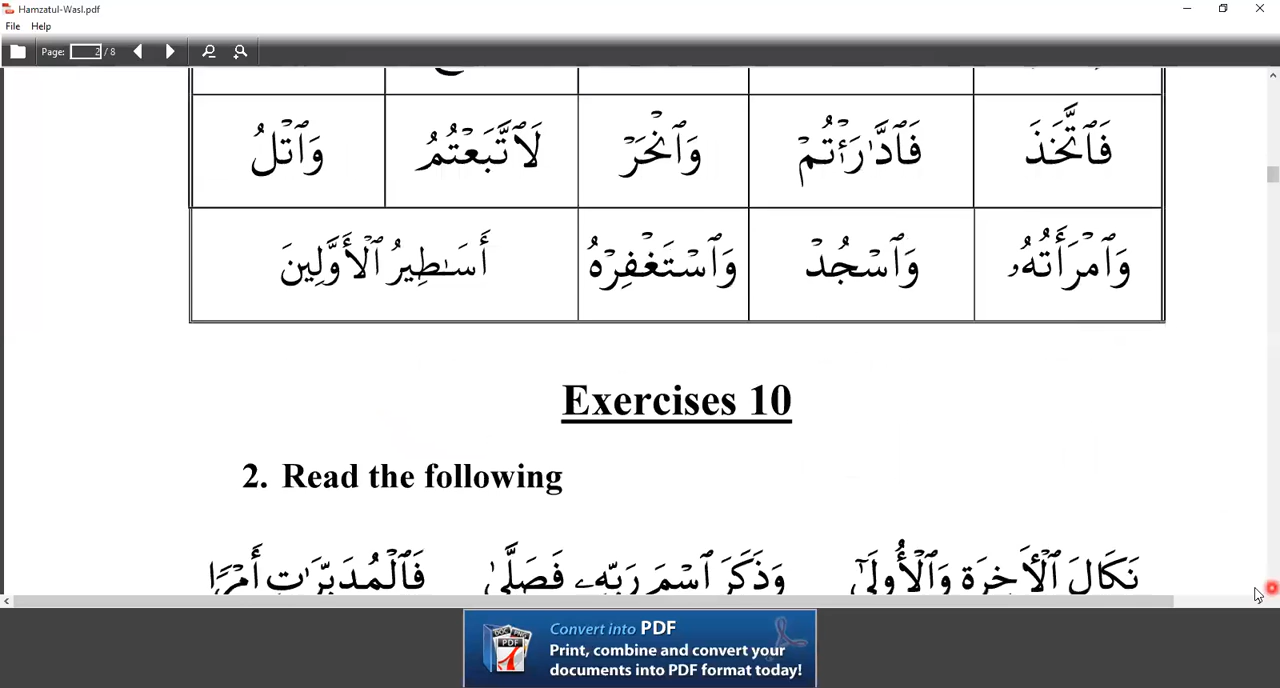 Hamzatul-Wasl.pdf
File Help
Page: 2 / 8
فَٱتَّخَذَ فَٱدَّٰرَٰٔتُمۡ وَٱنۡحَرۡ لَٱتَّبَعۡتُمُ وَٱتۡلُ
وَٱمۡرَأَتُهُۥ وَٱسۡجُدۡ وَٱسۡتَغۡفِرۡهُ أَسَٰطِيرُ ٱلۡأَوَّلِينَ
Exercises 10
2. Read the following
نَكَالَ ٱلۡأٓخِرَةِ وَٱلۡأُولَىٰٓ وَذَكَرَ ٱسۡمَ رَبِّهِۦ فَصَلَّىٰ فَٱلۡمُدَبِّرَٰتِ أَمۡرٗا
Convert into PDF
Print, combine and convert your
documents into PDF format today!